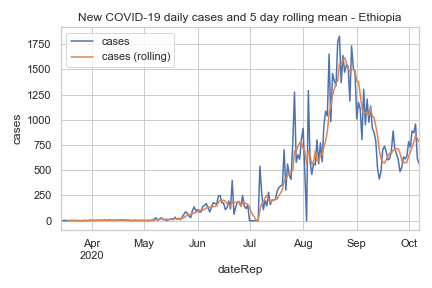 New COVID-19 daily cases and 5 day rolling mean - Ethiopia
cases
cases (rolling)
1750
1500
1250
1000
750
500
250
0
cases
Apr
2020
May
Jun
Jul
Aug
Sep
Oct
dateRep